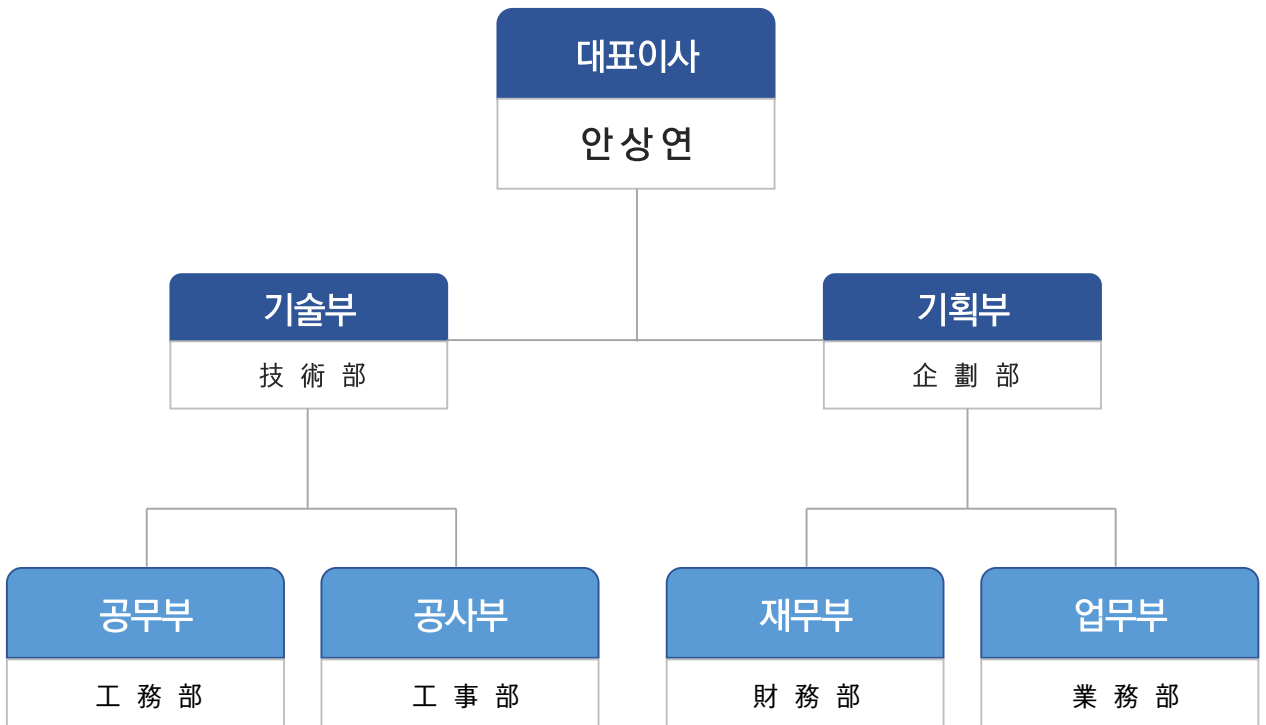 대표이사
안 상 연
기술부
技 術 部
기획부
企 劃 部
공무부
工 務 部
공사부
工 事 部
재무부
財 務 部
업무부
業 務 部